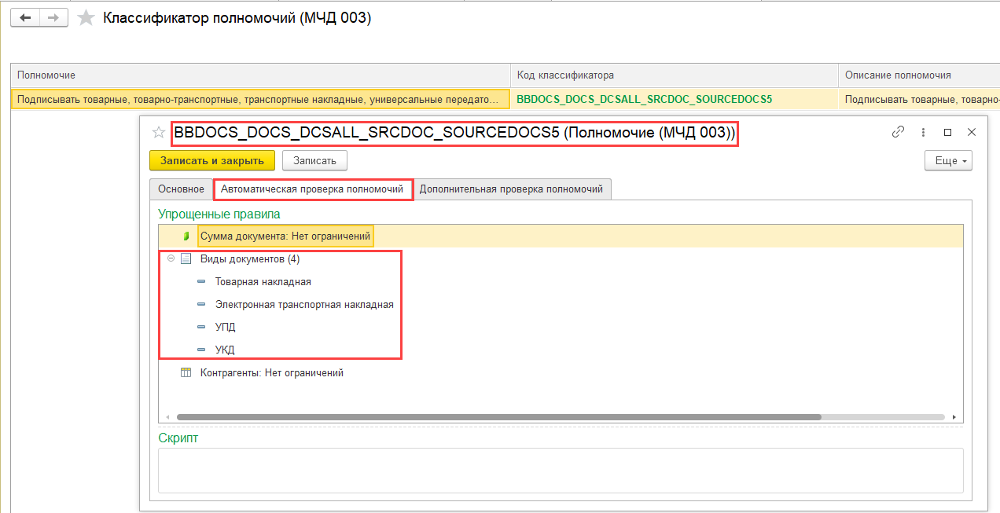 Классификатор полномочий (МЧД 003)
Полномочие Код классификатора Описание полномочия
Подписывать товарные, товарно-транспортные, транспортные накладные, универсальные передато... BBDOCS_DOCS_DCSALL_SRCDOC_SOURCEDOCS5 Подписывать товарные, товарно-
BBDOCS_DOCS_DCSALL_SRCDOC_SOURCEDOCS5 (Полномочие (МЧД 003))
Записать и закрыть Записать Еще
Основное Автоматическая проверка полномочий Дополнительная проверка полномочий
Упрощенные правила
Сумма документа: Нет ограничений
Виды документов (4)
Товарная накладная
Электронная транспортная накладная
УПД
УКД
Контрагенты: Нет ограничений
Скрипт